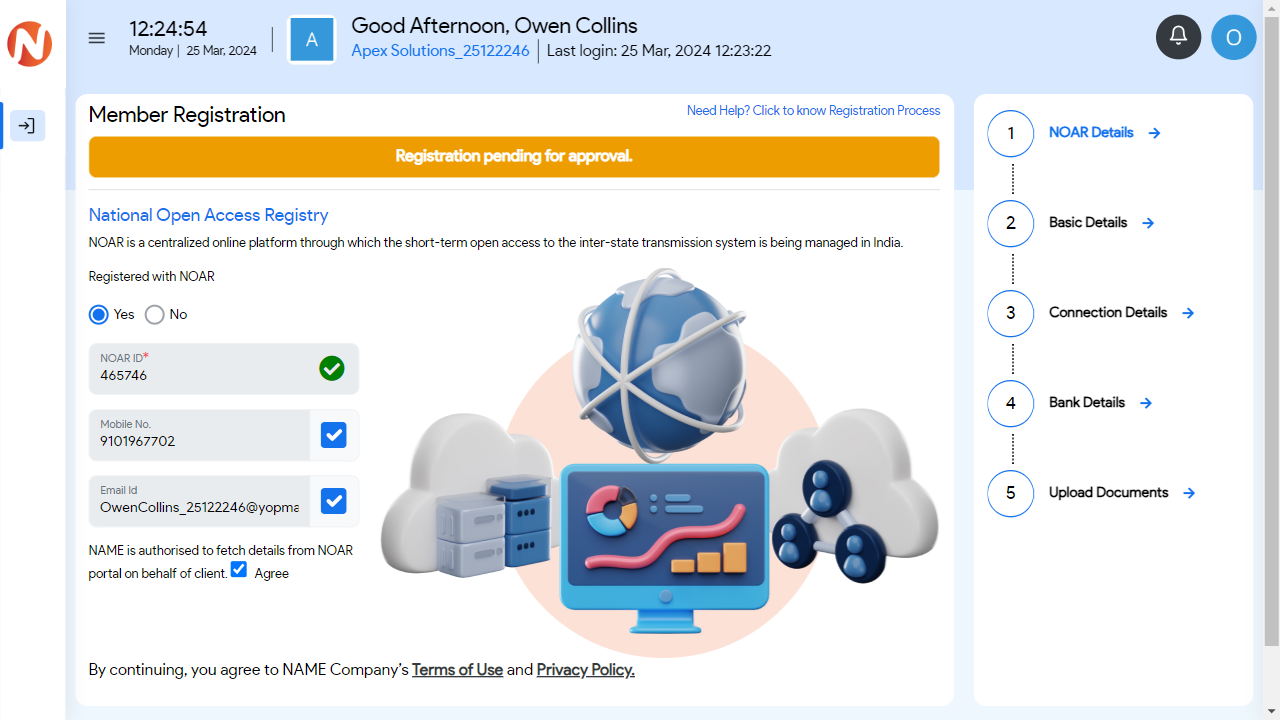 N
12:24:54
Monday | 25 Mar, 2024
A
Good Afternoon, Owen Collins
Apex Solutions_25122246 | Last login: 25 Mar, 2024 12:23:22
O
Member Registration
Need Help? Click to know Registration Process
Registration pending for approval.
National Open Access Registry
NOAR is a centralized online platform through which the short-term open access to the inter-state transmission system is being managed in India.
Registered with NOAR
Yes No
NOAR ID*
465746
Mobile No.
9101967702
Email Id
OwenCollins_25122246@yopma
NAME is authorised to fetch details from NOAR
portal on behalf of client. Agree
By continuing, you agree to NAME Company’s Terms of Use and Privacy Policy.
1 NOAR Details
2 Basic Details
3 Connection Details
4 Bank Details
5 Upload Documents